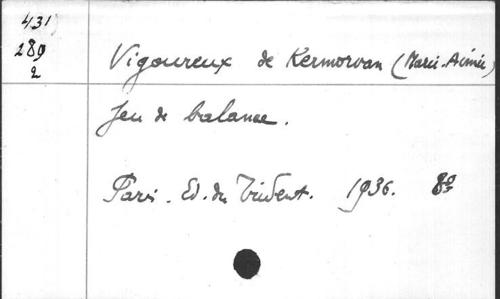 431
289
2
Vigoureux de Kermorvan (Marie-Aimée)
Jeu de balance.
Paris. Ed. du Trident. 1936. 8º